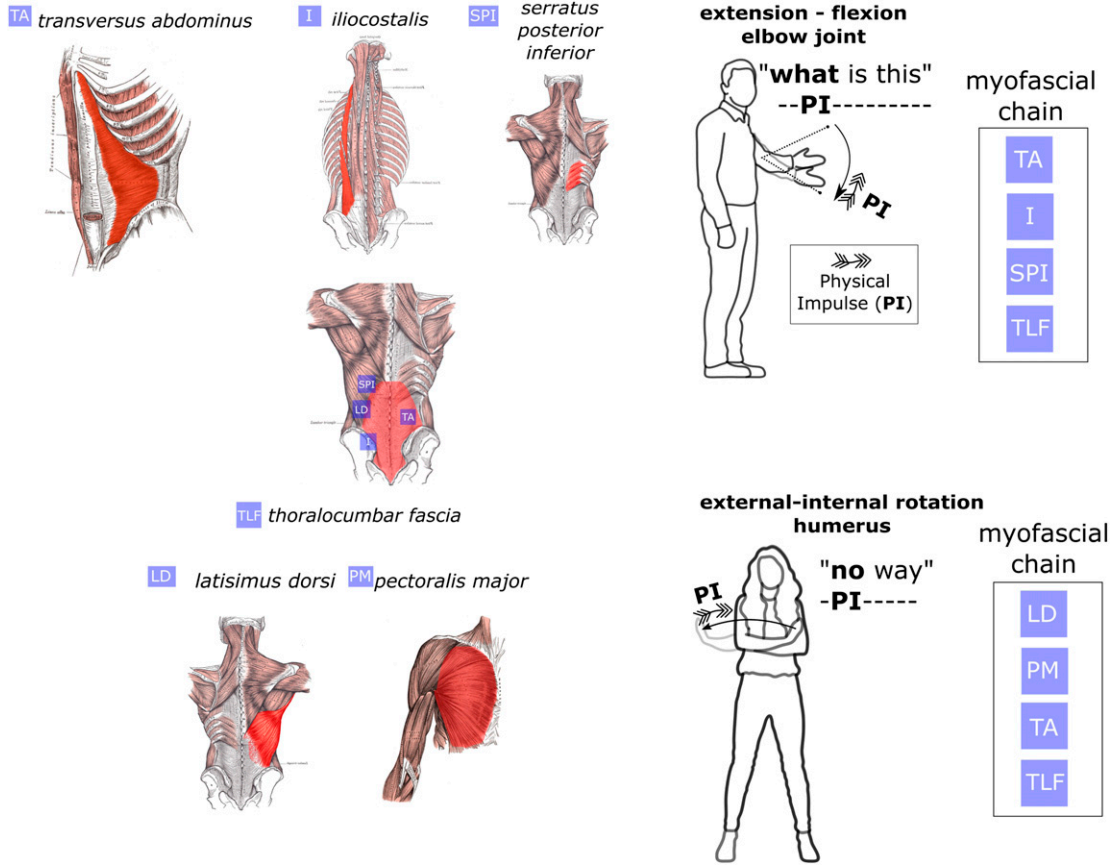 TA transversus abdominus
I iliocostalis
SPI serratus
posterior
inferior
SPI
LD
TA
I
TLF thoralocumbar fascia
LD latisimus dorsi
PM pectoralis major
extension - flexion
elbow joint
"what is this"
--PI---------
PI
Physical
Impulse (PI)
myofascial
chain
TA
I
SPI
TLF
external-internal rotation
humerus
"no way"
-PI-----
PI
myofascial
chain
LD
PM
TA
TLF